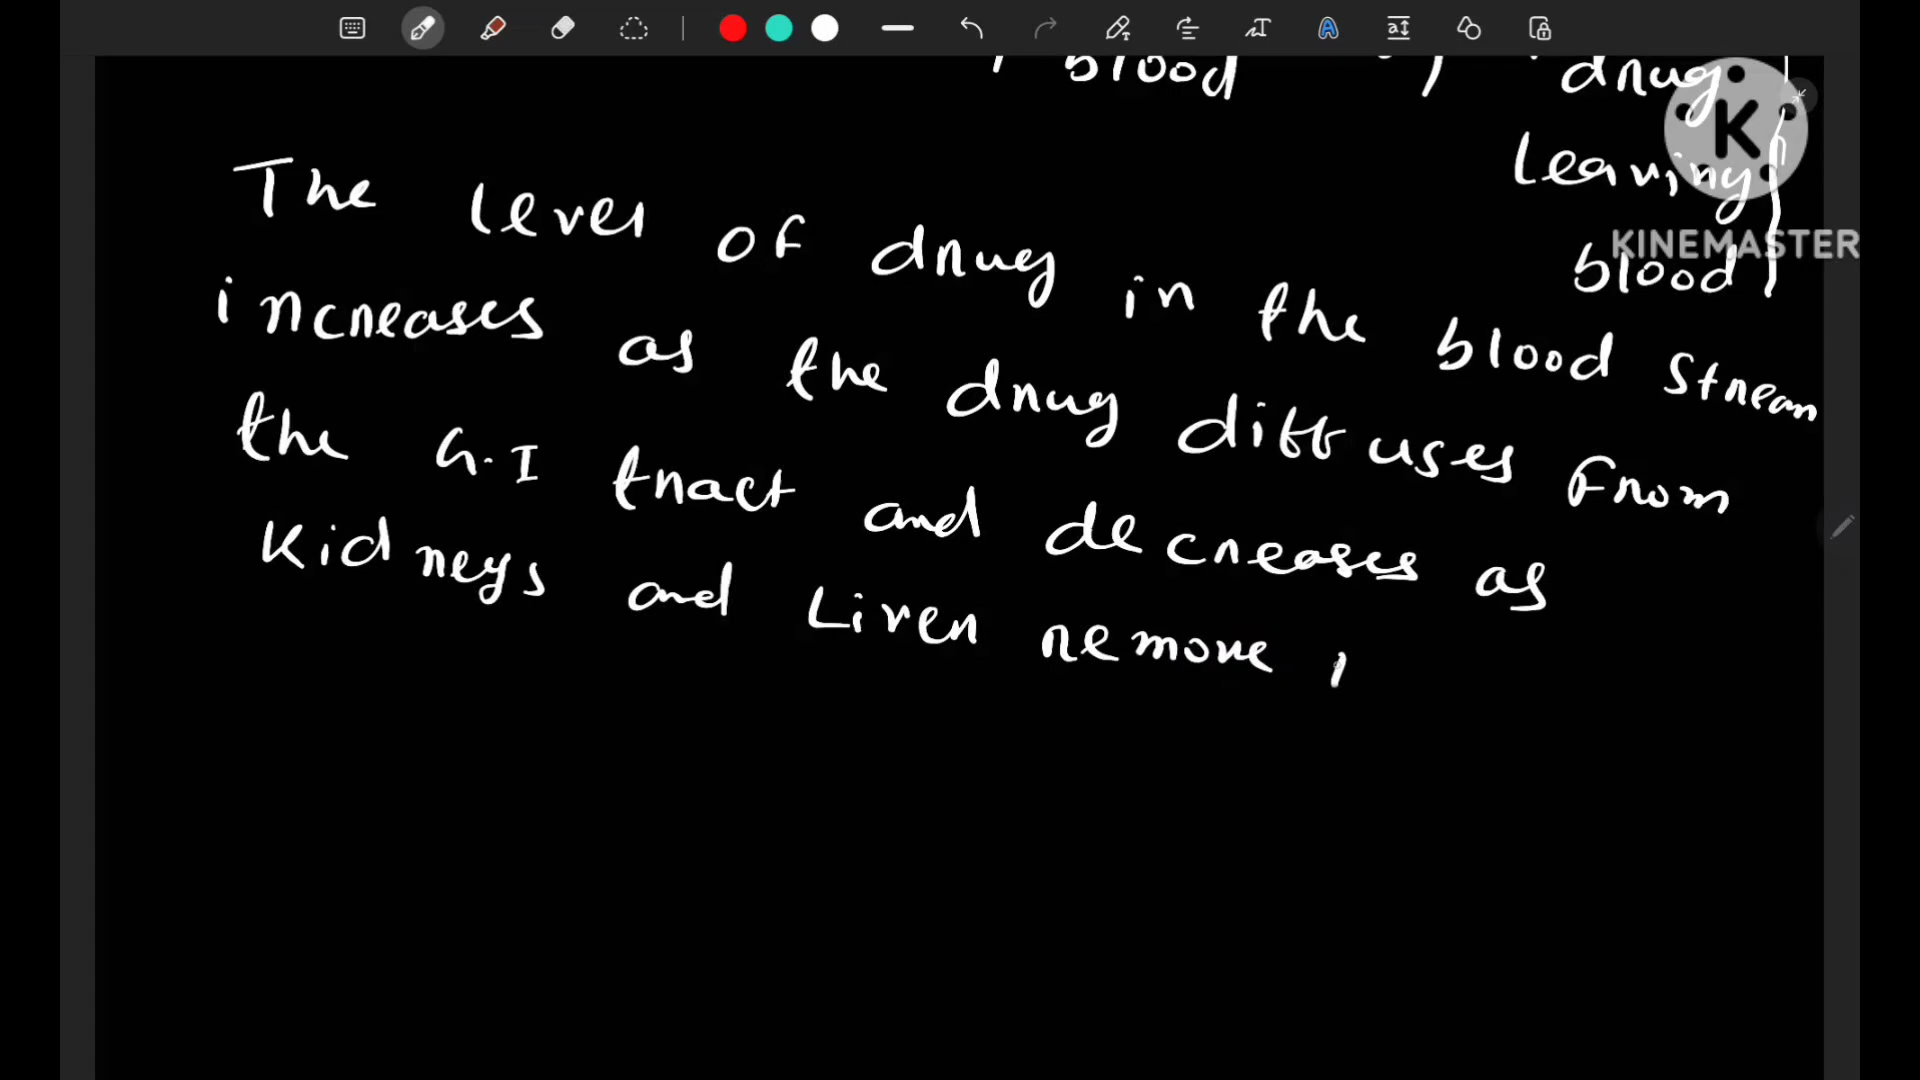 blood , drug
leaving
KINEMASTER
blood
The level of drug in the blood stream
increases as the drug diffuses from
the G.I tract and decreases as
kidneys and Liver remove